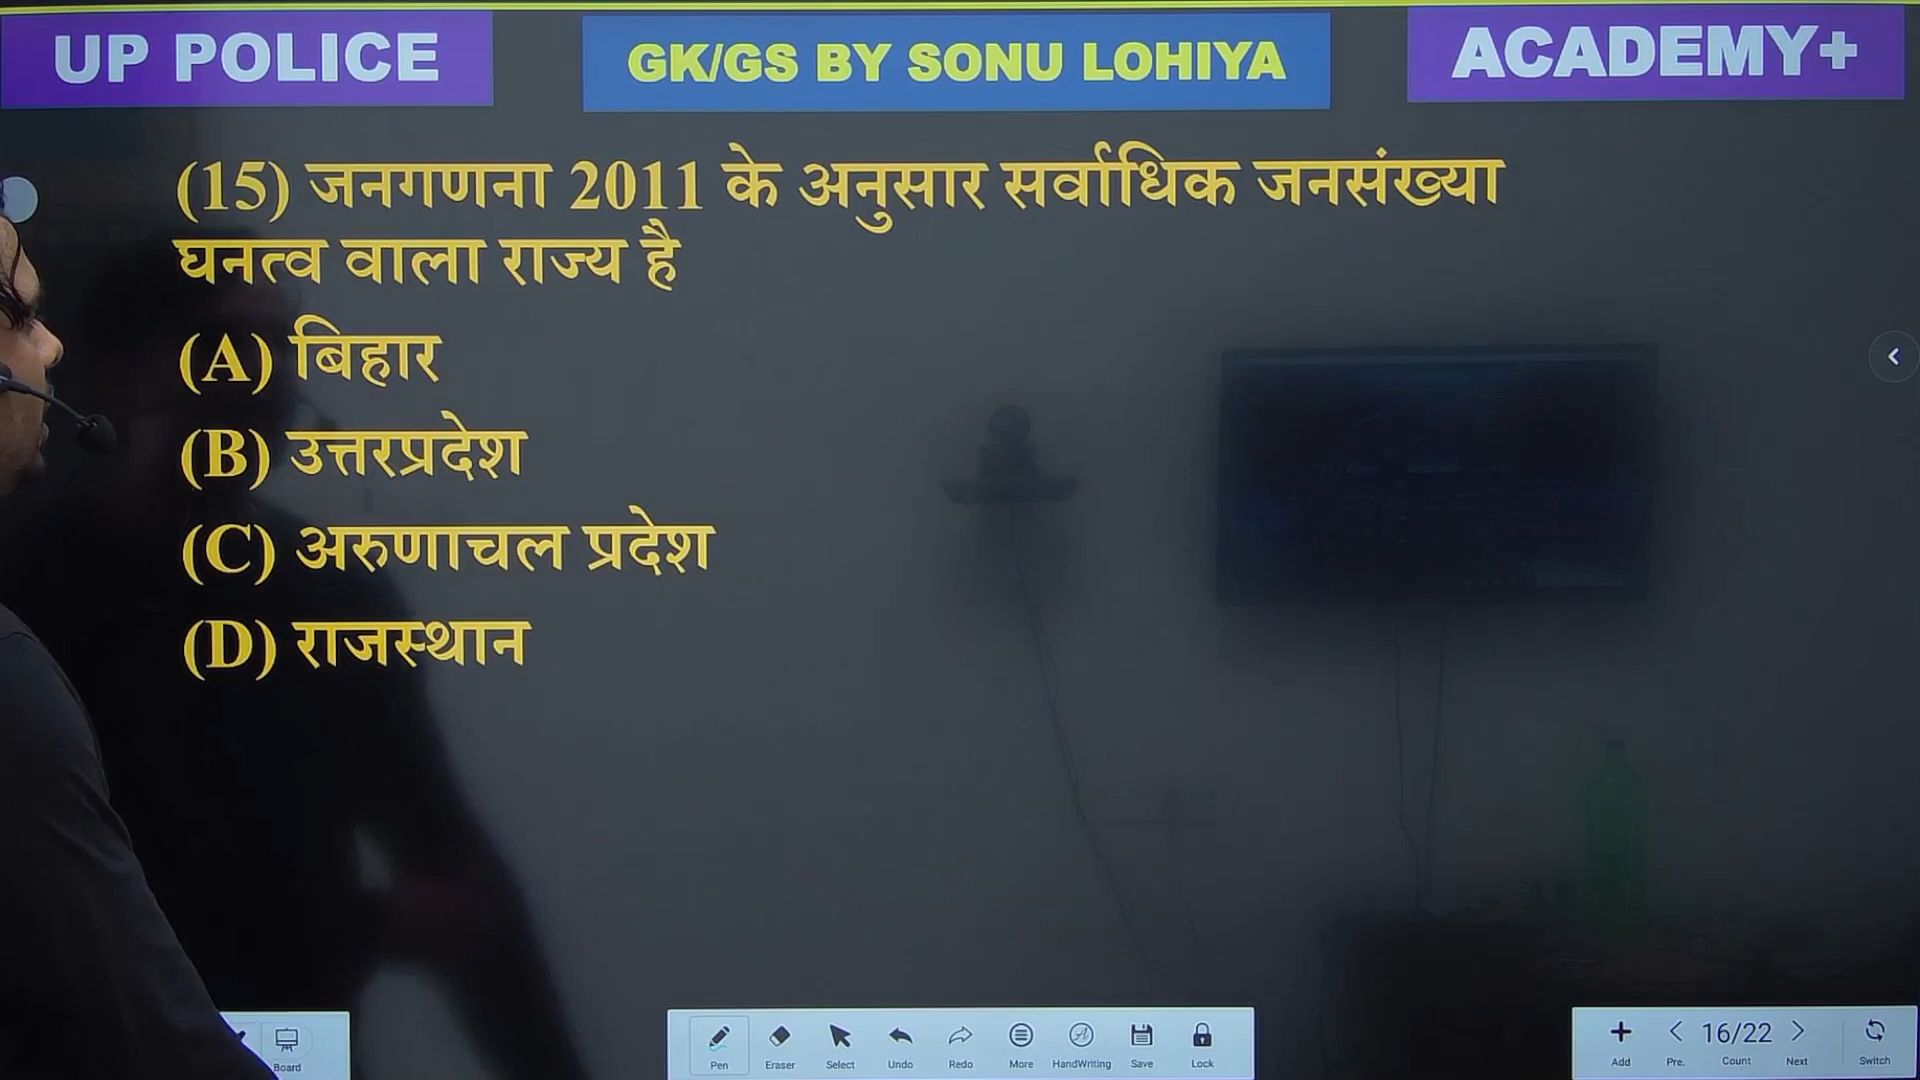 UP POLICE
GK/GS BY SONU LOHIYA
ACADEMY+
(15) जनगणना 2011 के अनुसार सर्वाधिक जनसंख्या
घनत्व वाला राज्य है
(A) बिहार
(B) उत्तरप्रदेश
(C) अरुणाचल प्रदेश
(D) राजस्थान
Board
Pen Eraser Select Undo Redo More HandWriting Save Lock
16/22
Add Pre. Count Next Switch